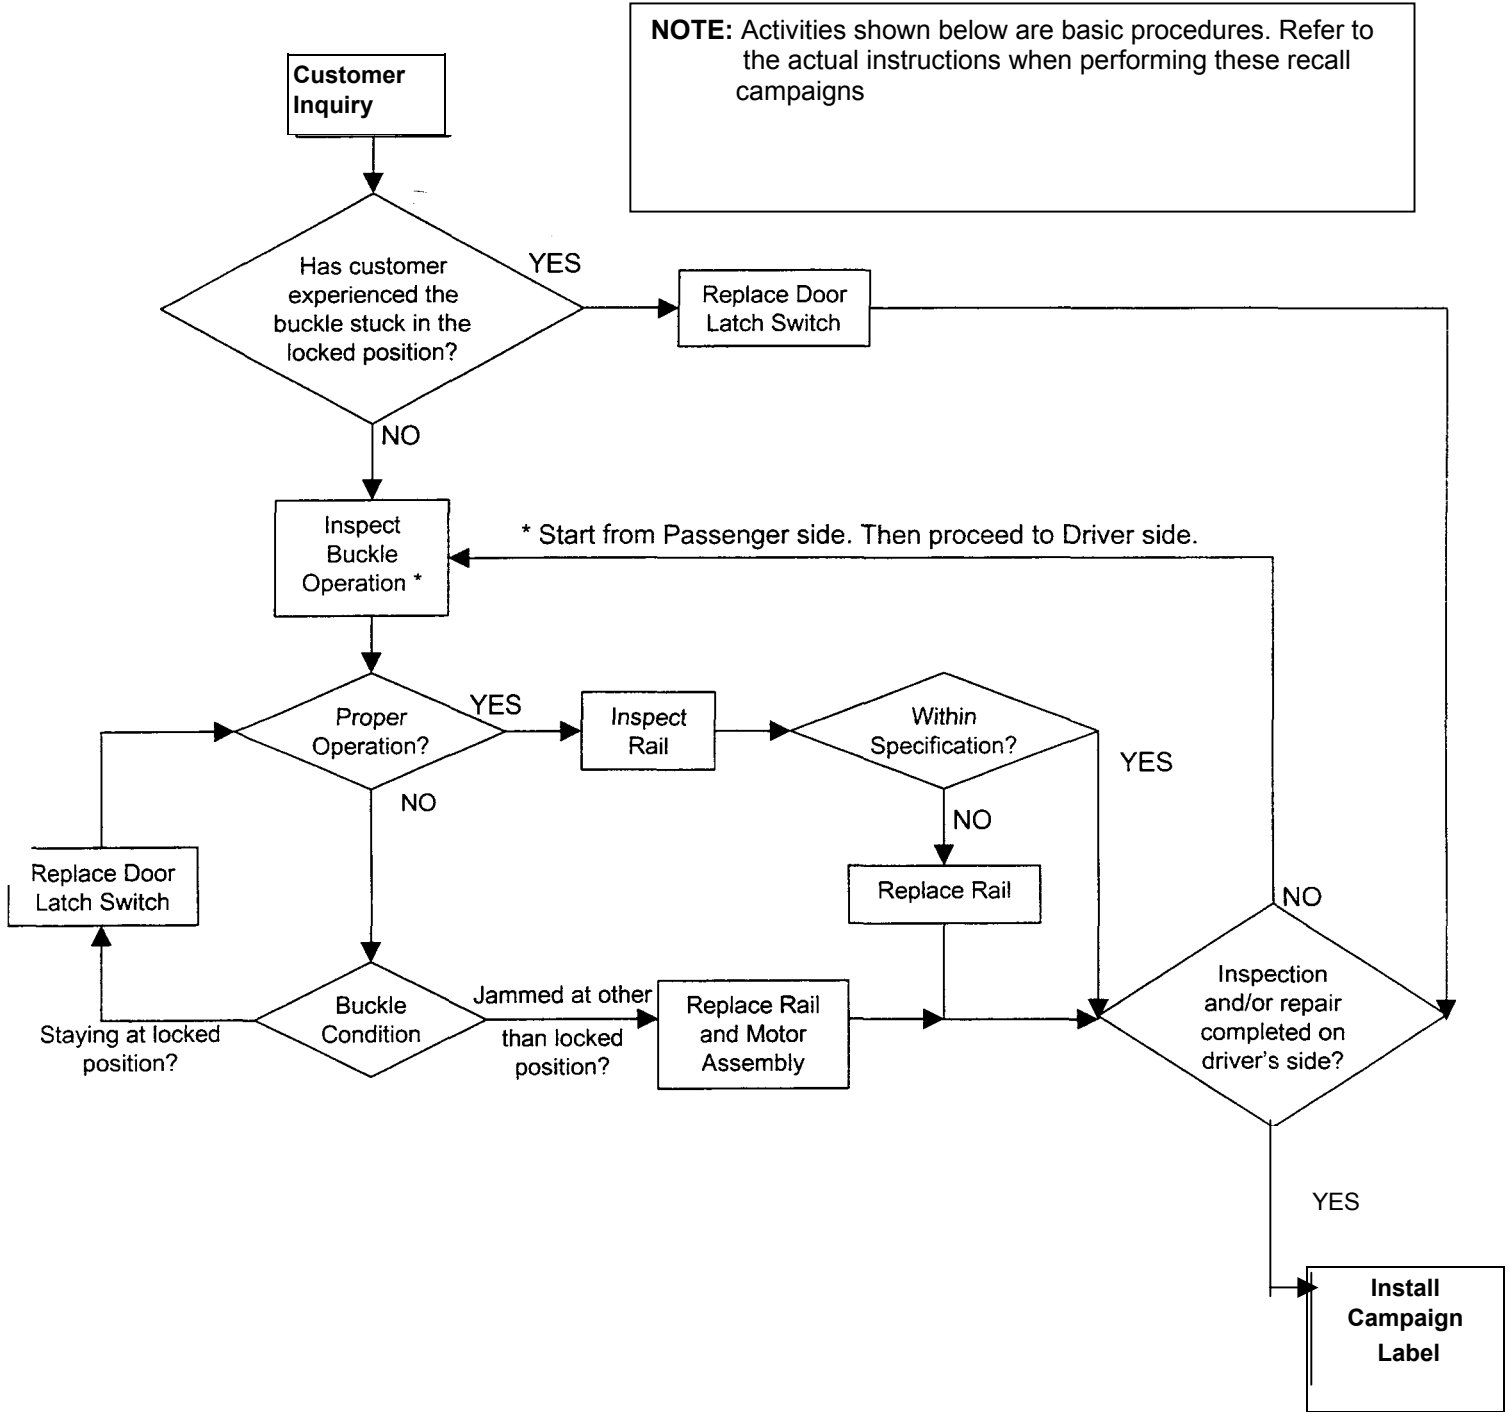 NOTE: Activities shown below are basic procedures. Refer to
the actual instructions when performing these recall
campaigns
Customer
Inquiry
Has customer
experienced the
buckle stuck in the
locked position?
YES
Replace Door
Latch Switch
NO
Inspect
Buckle
Operation *
* Start from Passenger side. Then proceed to Driver side.
Proper
Operation?
YES
Inspect
Rail
Within
Specification?
YES
NO
NO
Replace Rail
Replace Door
Latch Switch
NO
Inspection
and/or repair
completed on
driver's side?
Buckle
Condition
Staying at locked
position?
Jammed at other
than locked
position?
Replace Rail
and Motor
Assembly
YES
Install
Campaign
Label